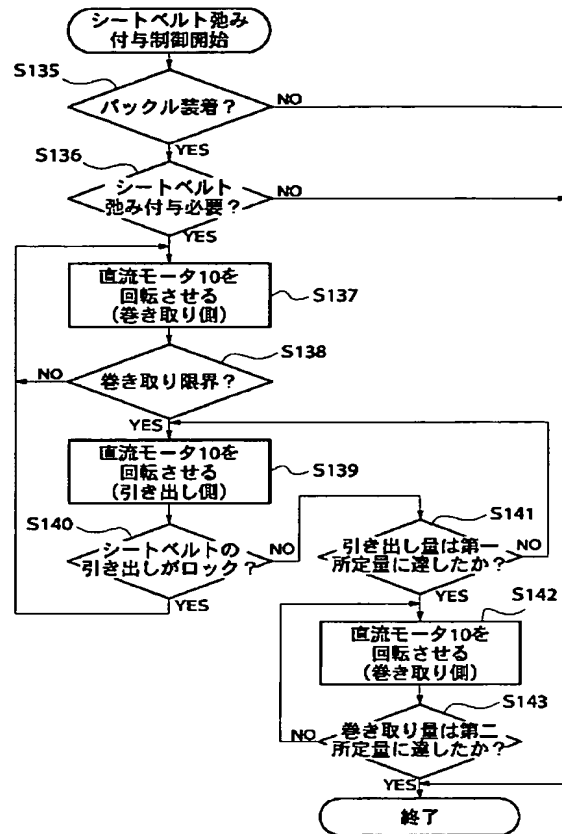 シートベルト弛み
付与制御開始
S135
バックル装着?
NO
YES
S136
シートベルト
弛み付与必要?
NO
YES
直流モータ10を
回転させる
(巻き取り側)
S137
S138
巻き取り限界?
NO
YES
直流モータ10を
回転させる
(引き出し側)
S139
S140
シートベルトの
引き出しがロック?
NO
YES
S141
引き出し量は第一
所定量に達したか?
NO
YES
S142
直流モータ10を
回転させる
(巻き取り側)
S143
巻き取り量は第二
所定量に達したか?
NO
YES
終了